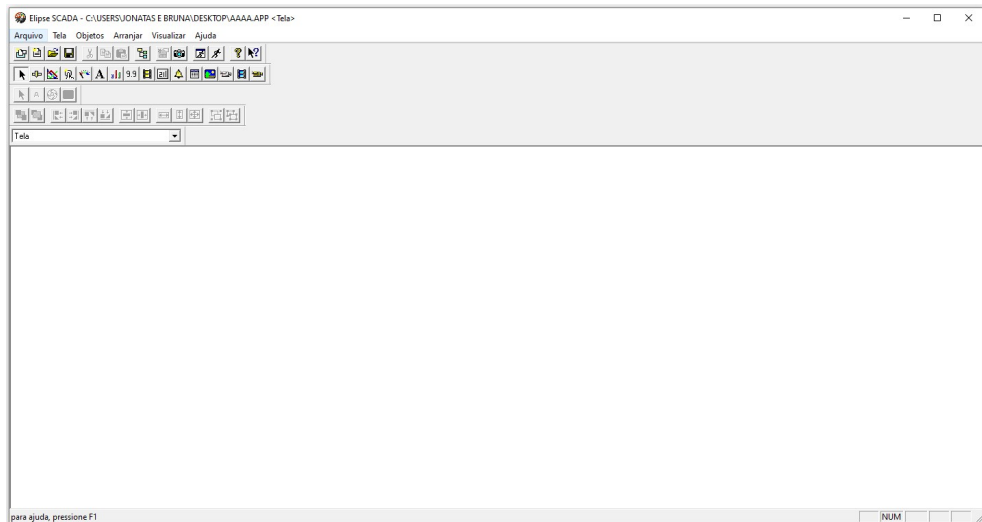 Elipse SCADA - C:\USERS\JONATAS E BRUNA\DESKTOP\AAAA.APP <Tela>
Arquivo Tela Objetos Arranjar Visualizar Ajuda
A 9.9
A
Tela
para ajuda, pressione F1
NUM